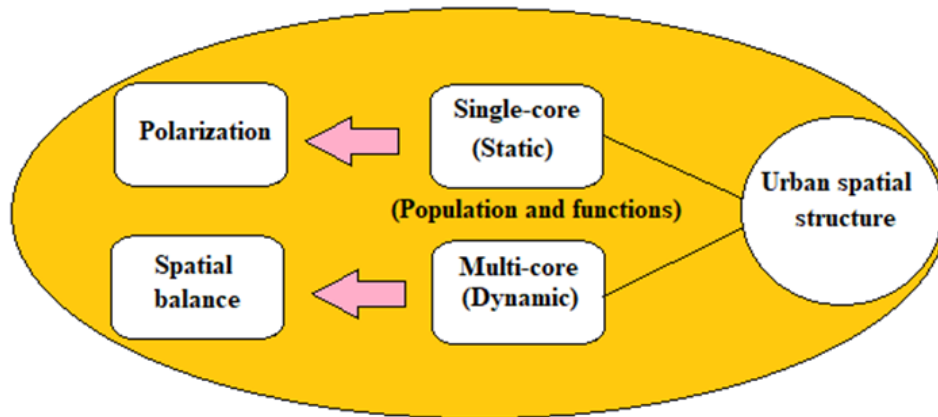 Polarization
Single-core
(Static)
Urban spatial
structure
(Population and functions)
Spatial
balance
Multi-core
(Dynamic)